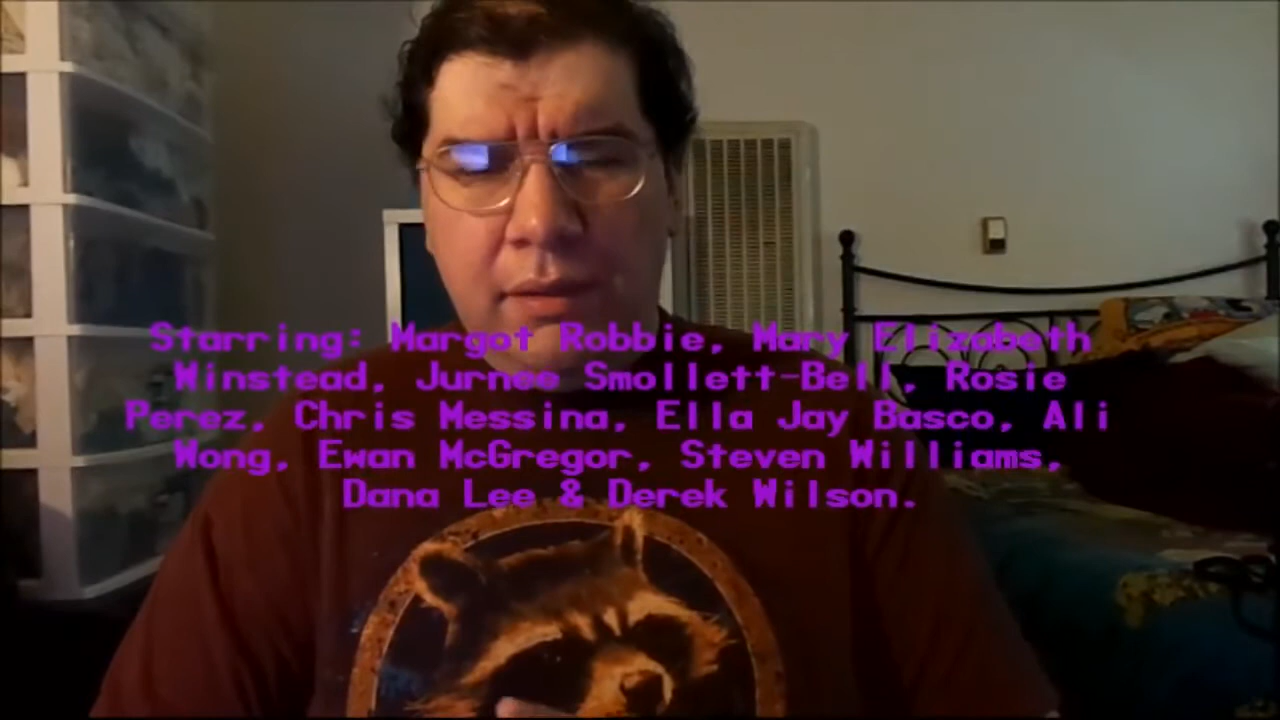 Starring: Margot Robbie, Mary Elizabeth
Winstead, Jurnee Smollett-Bell, Rosie
Perez, Chris Messina, Ella Jay Basco, Ali
Wong, Ewan McGregor, Steven Williams,
Dana Lee & Derek Wilson.